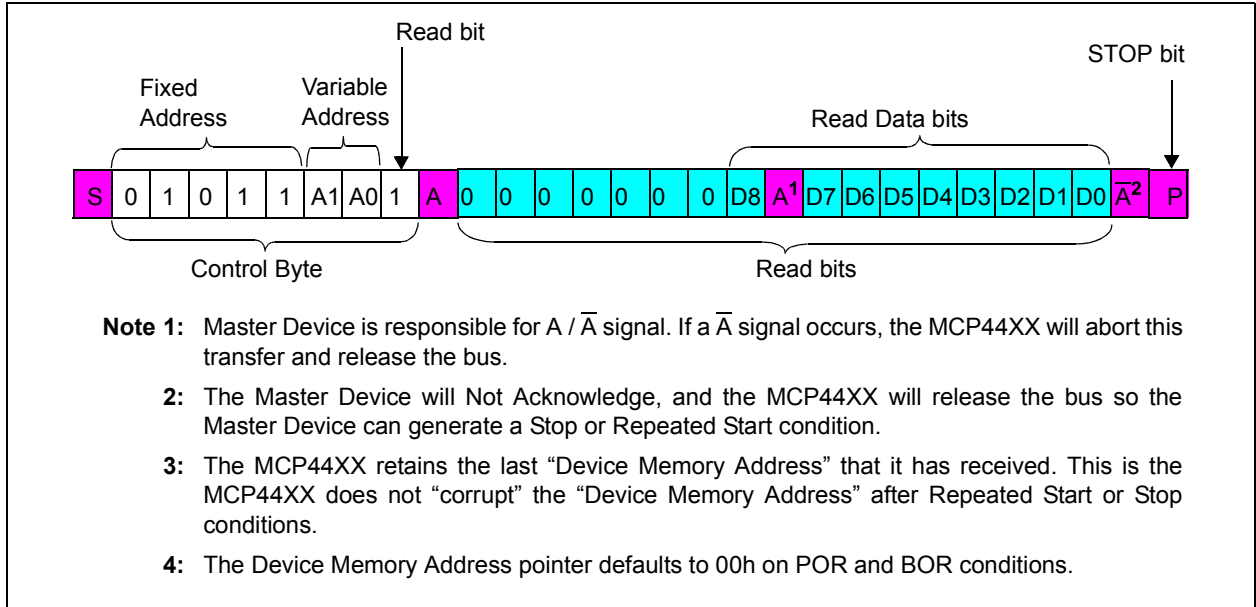 Read bit
STOP bit
Fixed
Address
Variable
Address
Read Data bits
S 0 1 0 1 1 A1 A0 1 A 0 0 0 0 0 0 0 D8 A¹ D7 D6 D5 D4 D3 D2 D1 D0 A̅² P
Control Byte
Read bits
Note 1: Master Device is responsible for A / A̅ signal. If a A̅ signal occurs, the MCP44XX will abort this
transfer and release the bus.
2: The Master Device will Not Acknowledge, and the MCP44XX will release the bus so the
Master Device can generate a Stop or Repeated Start condition.
3: The MCP44XX retains the last “Device Memory Address” that it has received. This is the
MCP44XX does not “corrupt” the “Device Memory Address” after Repeated Start or Stop
conditions.
4: The Device Memory Address pointer defaults to 00h on POR and BOR conditions.